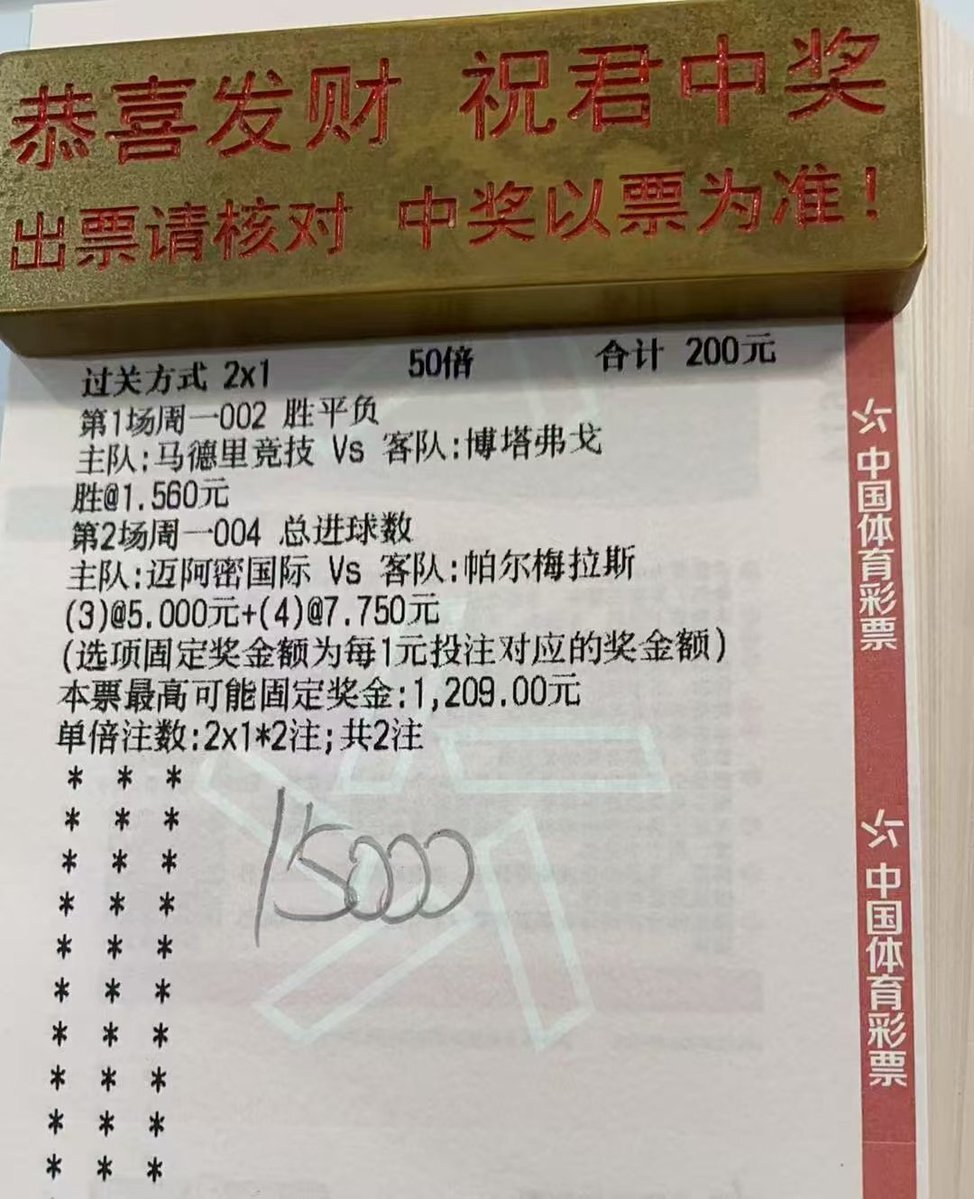 恭喜发财 祝君中奖
出票请核对 中奖以票为准!
过关方式 2x1 50倍 合计 200元
第1场周一002 胜平负
主队:马德里竞技 Vs 客队:博塔弗戈
胜@1.560元
第2场周一004 总进球数
主队:迈阿密国际 Vs 客队:帕尔梅拉斯
(3)@5.000元+(4)@7.750元
(选项固定奖金额为每1元投注对应的奖金额)
本票最高可能固定奖金:1,209.00元
单倍注数:2x1*2注;共2注
* * *
* * *
* * *
* * *
* * *
* * *
* * *
* * *
* * *
* * *
15000
中国体育彩票
中国体育彩票